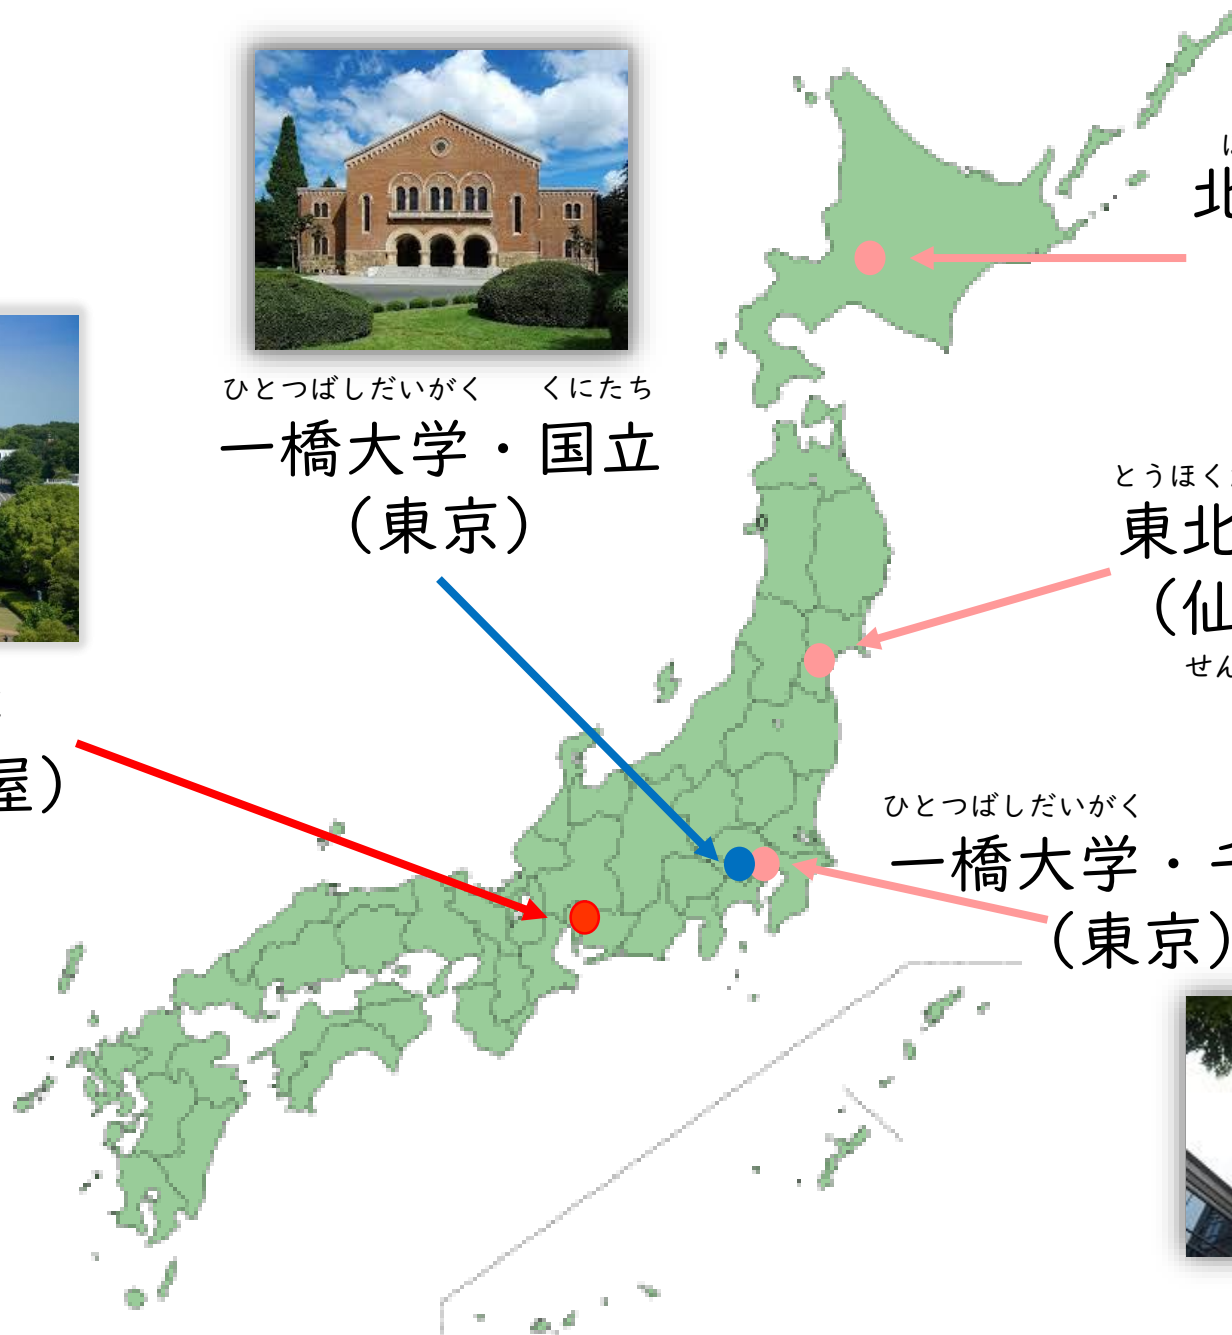 ひとつばしだいがく くにたち
一橋大学・国立
(東京)
北
とうほく
東北
(仙
せん
屋)
ひとつばしだいがく
一橋大学・千
(東京)